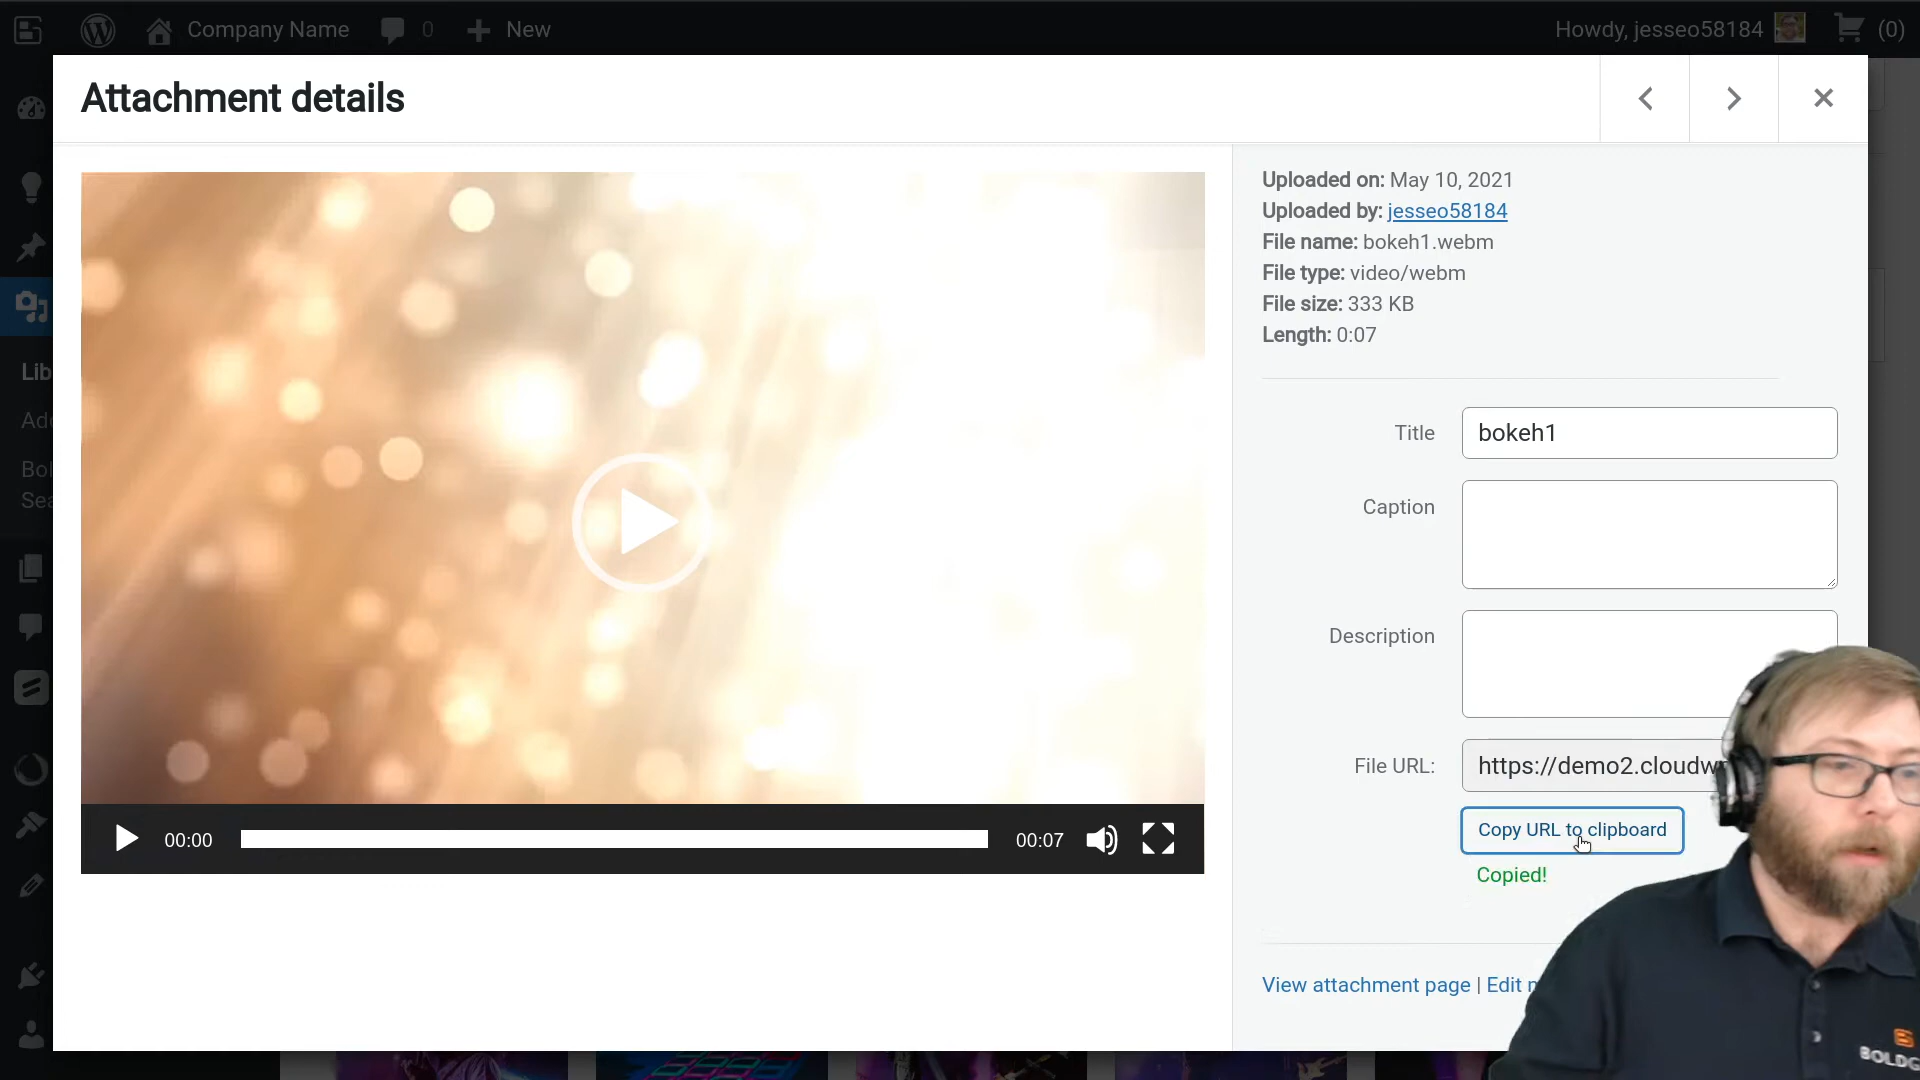 Company Name 0 New
Howdy, jesseo58184 (0)
Attachment details
Uploaded on: May 10, 2021
Uploaded by: jesseo58184
File name: bokeh1.webm
File type: video/webm
File size: 333 KB
Length: 0:07
Lib
Title bokeh1
Caption
Description
File URL: https://demo2.cloudw
Copy URL to clipboard
Copied!
00:00 00:07
View attachment page | Edit